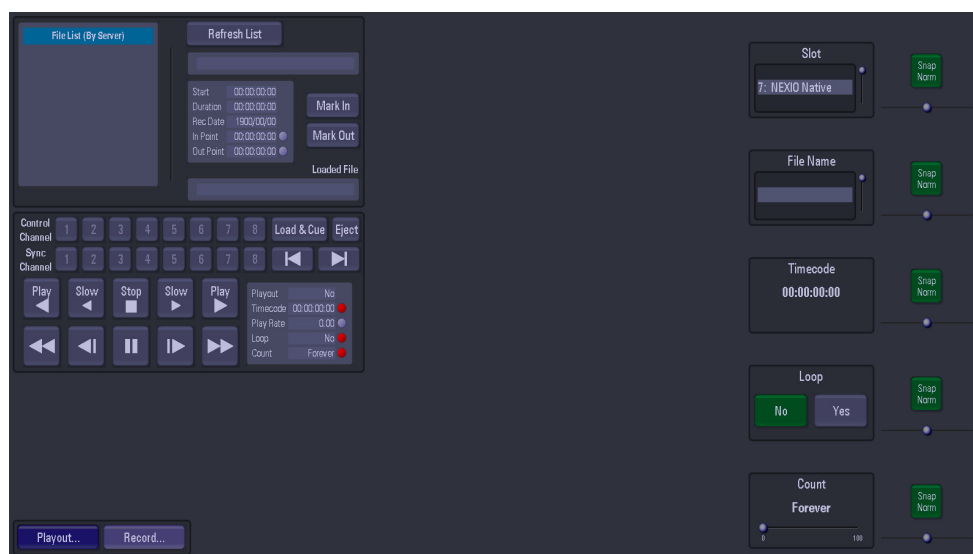 File List (By Server)
Refresh List
Start 00:00:00:00
Duration 00:00:00:00
Rec Date 1900/00/00
In Point 00:00:00:00
Out Point 00:00:00:00
Mark In
Mark Out
Loaded File
Control Channel 1 2 3 4 5 6 7 8 Load & Cue Eject
Sync Channel 1 2 3 4 5 6 7 8
Play Slow Stop Slow Play
Playout No
Timecode 00:00:00:00
Play Rate 0.00
Loop No
Count Forever
Playout... Record...
Slot
7: NEXIO Native
Snap Norm
File Name
Snap Norm
Timecode
00:00:00:00
Snap Norm
Loop
No Yes
Snap Norm
Count
Forever
0 100
Snap Norm